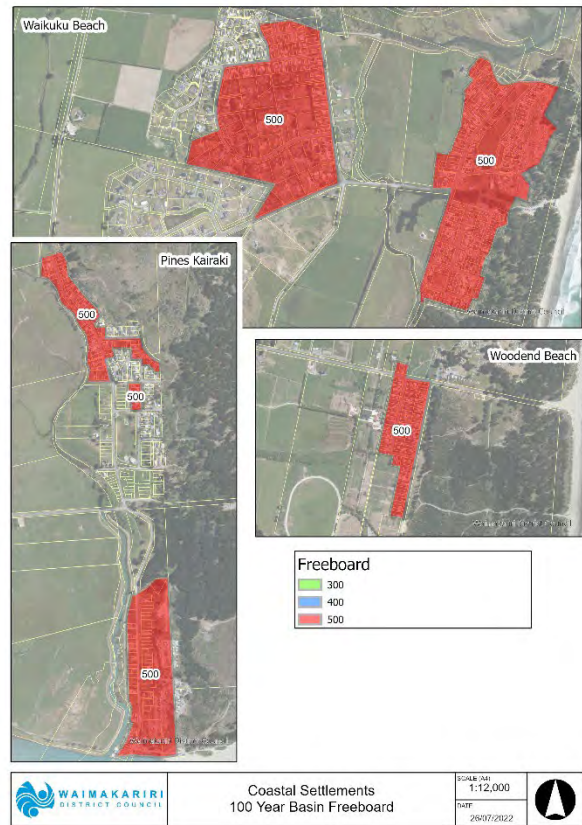 Waikuku Beach
500
500
Pines Kairaki
500
500
500
Woodend Beach
500
Freeboard
300
400
500
WAIMAKARIRI
DISTRICT COUNCIL
Coastal Settlements
100 Year Basin Freeboard
SCALE (A4)
1:12,000
DATE
26/07/2022